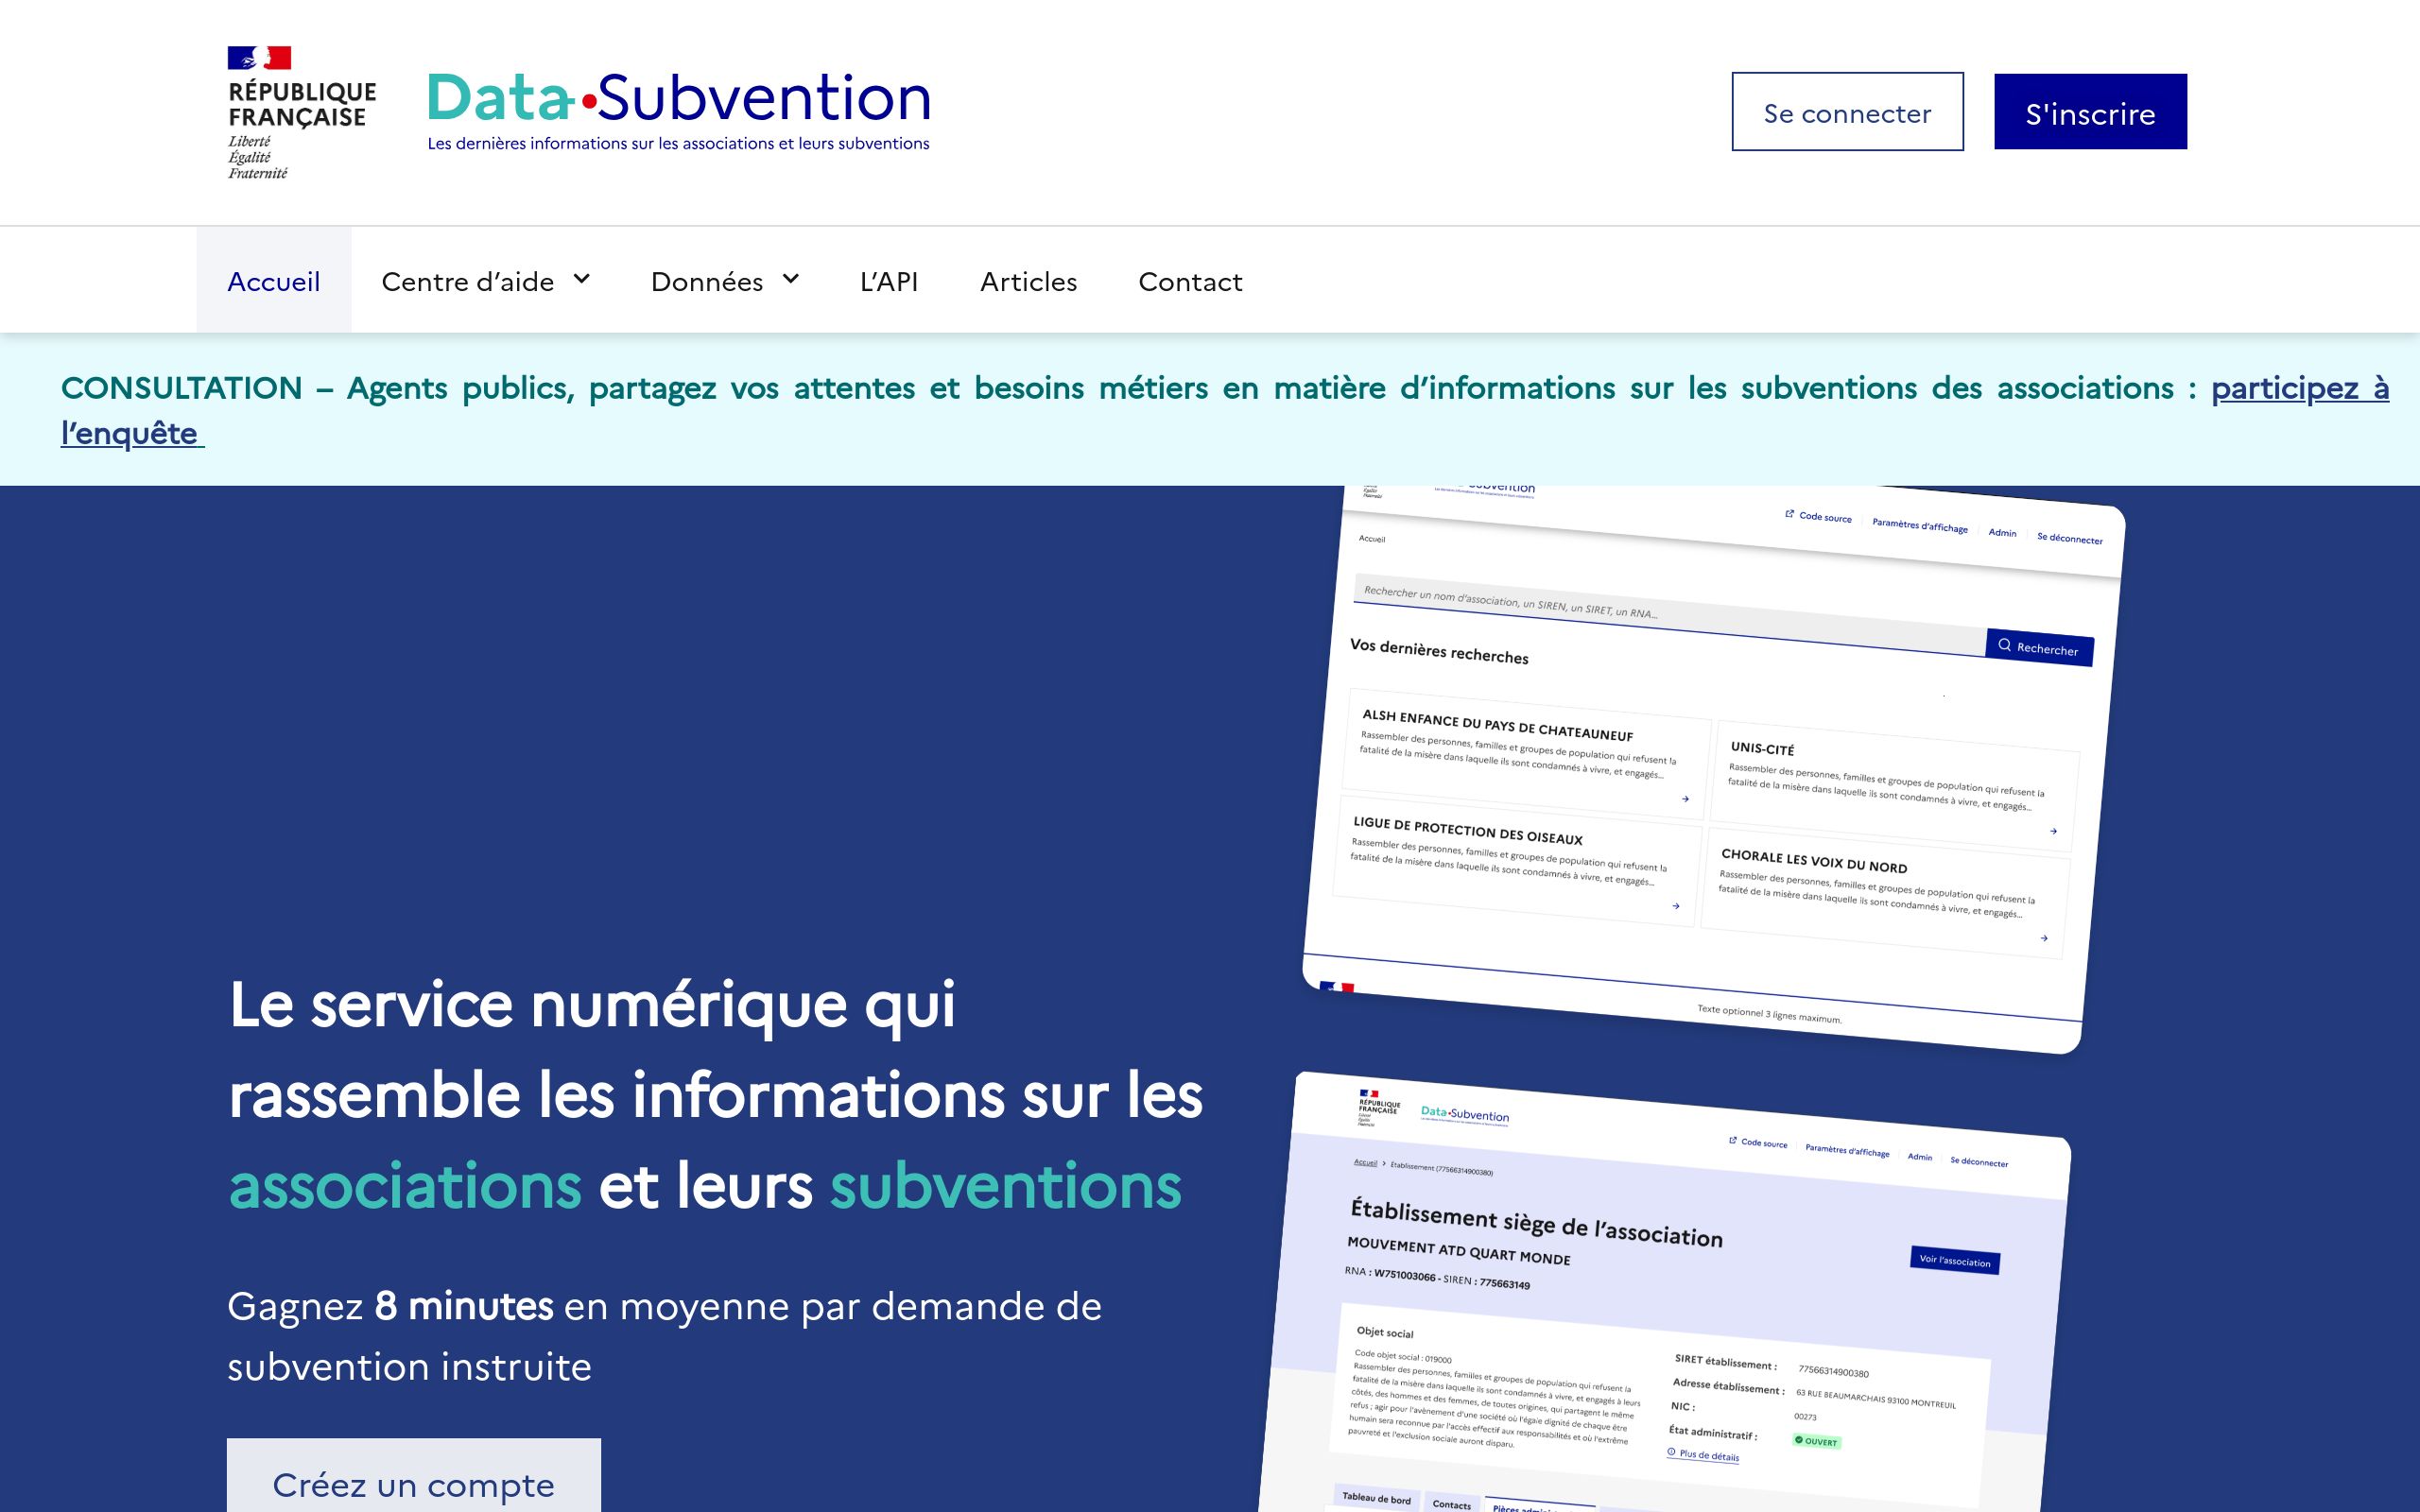 RÉPUBLIQUE
FRANÇAISE
Liberté
Égalité
Fraternité
Data•Subvention
Les dernières informations sur les associations et leurs subventions
Se connecter
S'inscrire
Accueil
Centre d’aide
Données
L’API
Articles
Contact
CONSULTATION – Agents publics, partagez vos attentes et besoins métiers en matière d’informations sur les subventions des associations : participez à
l’enquête
Le service numérique qui
rassemble les informations sur les
associations et leurs subventions
Gagnez 8 minutes en moyenne par demande de
subvention instruite
Créez un compte
Code source
Paramètres d’affichage
Admin
Se déconnecter
Accueil
Rechercher un nom d’association, un SIREN, un SIRET, un RNA...
Rechercher
Vos dernières recherches
ALSH ENFANCE DU PAYS DE CHATEAUNEUF
Rassembler des personnes, familles et groupes de population qui refusent la
fatalité de la misère dans laquelle ils sont condamnés à vivre, et engagés...
UNIS-CITÉ
Rassembler des personnes, familles et groupes de population qui refusent la
fatalité de la misère dans laquelle ils sont condamnés à vivre, et engagés...
LIGUE DE PROTECTION DES OISEAUX
Rassembler des personnes, familles et groupes de population qui refusent la
fatalité de la misère dans laquelle ils sont condamnés à vivre, et engagés...
CHORALE LES VOIX DU NORD
Rassembler des personnes, familles et groupes de population qui refusent la
fatalité de la misère dans laquelle ils sont condamnés à vivre, et engagés...
Texte optionnel 3 lignes maximum.
RÉPUBLIQUE
FRANÇAISE
Data•Subvention
Code source
Paramètres d’affichage
Admin
Se déconnecter
Accueil > Etablissement (77566314900380)
Établissement siège de l’association
MOUVEMENT ATD QUART MONDE
RNA : W751003066 - SIREN : 775663149
Voir l’association
Objet social
Code objet social : 019000
Rassembler des personnes, familles et groupes de population qui refusent la
fatalité de la misère dans laquelle ils sont condamnés à vivre, et engagés à leurs
côtés, des hommes et des femmes, de toutes origines, qui partagent le même
refus ; agir pour l’avènement d’une société où l’égale dignité de chaque être
humain sera reconnue par l’accès effectif aux responsabilités et où l’extrême
pauvreté et l’exclusion sociale auront disparu.
SIRET établissement : 77566314900380
Adresse établissement : 63 RUE BEAUMARCHAIS 93100 MONTREUIL
NIC : 00273
État administratif : OUVERT
Plus de détails
Tableau de bord
Contacts